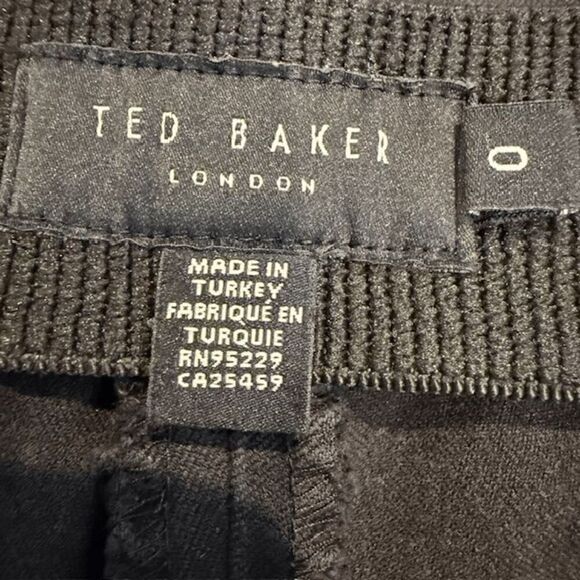 TED BAKER
LONDON
0
MADE IN
TURKEY
FABRIQUÉ EN
TURQUIE
RN95229
CA25459